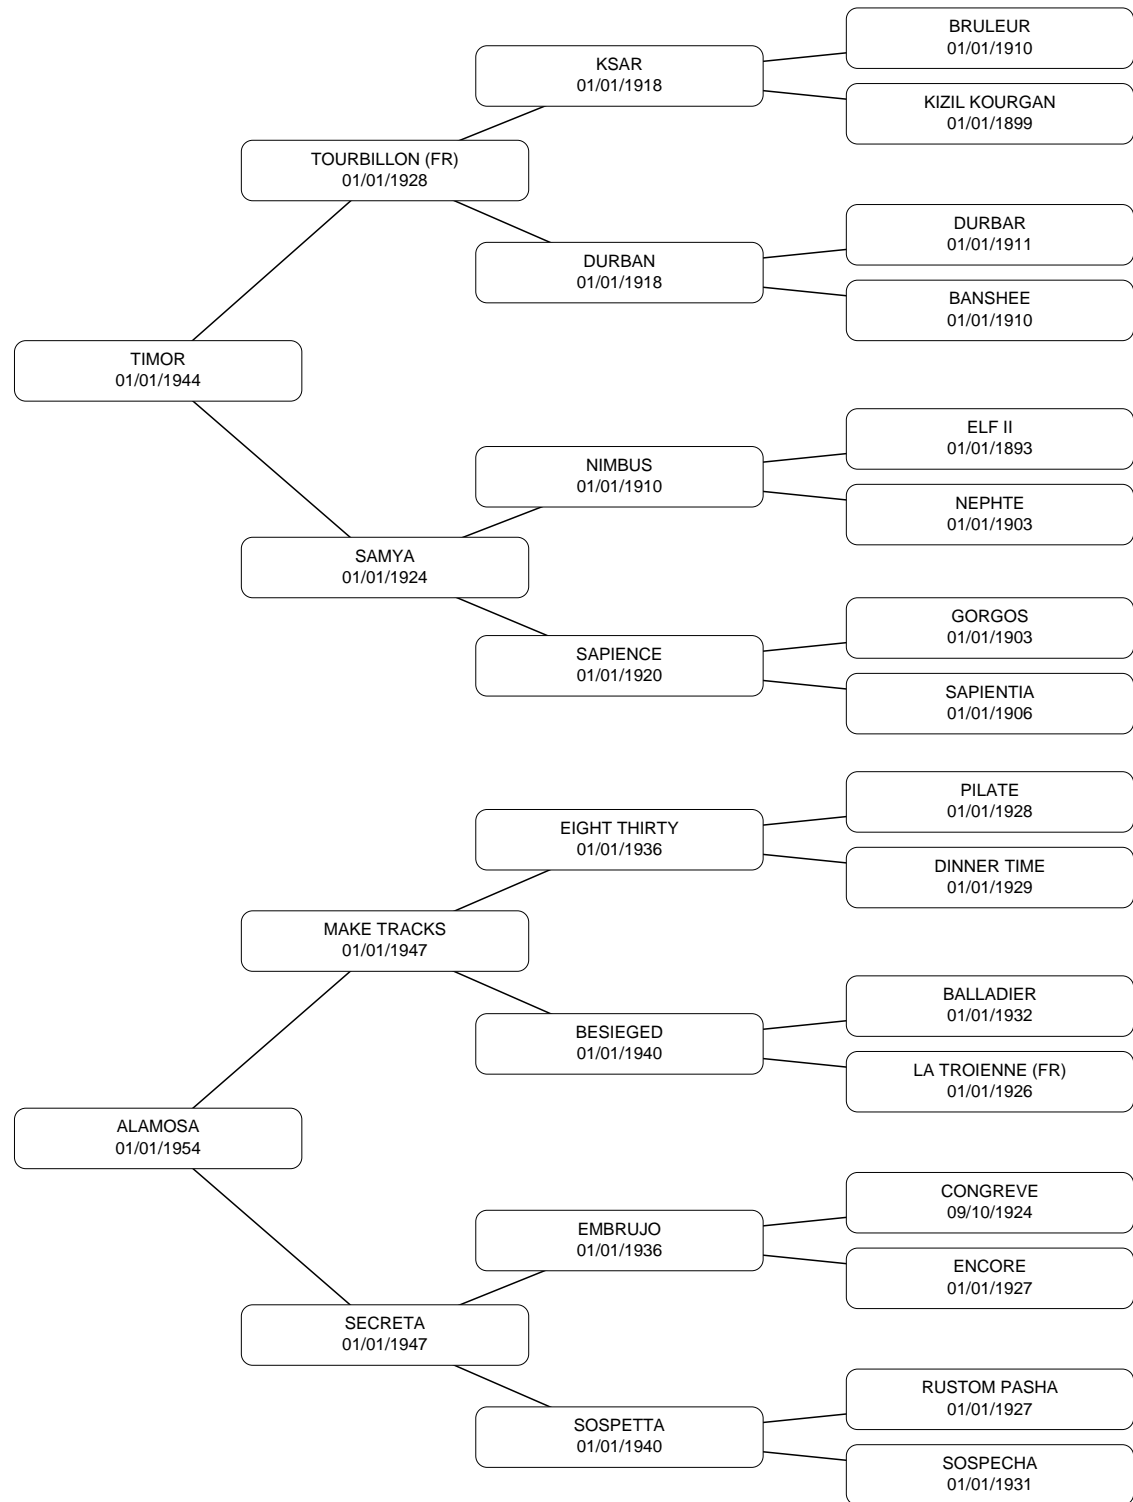 BRULEUR
01/01/1910
KSAR
01/01/1918
KIZIL KOURGAN
01/01/1899
TOURBILLON (FR)
01/01/1928
DURBAR
01/01/1911
DURBAN
01/01/1918
BANSHEE
01/01/1910
TIMOR
01/01/1944
ELF II
01/01/1893
NIMBUS
01/01/1910
NEPHTE
01/01/1903
SAMYA
01/01/1924
GORGOS
01/01/1903
SAPIENCE
01/01/1920
SAPIENTIA
01/01/1906
PILATE
01/01/1928
EIGHT THIRTY
01/01/1936
DINNER TIME
01/01/1929
MAKE TRACKS
01/01/1947
BALLADIER
01/01/1932
BESIEGED
01/01/1940
LA TROIENNE (FR)
01/01/1926
ALAMOSA
01/01/1954
CONGREVE
09/10/1924
EMBRUJO
01/01/1936
ENCORE
01/01/1927
SECRETA
01/01/1947
RUSTOM PASHA
01/01/1927
SOSPETTA
01/01/1940
SOSPECHA
01/01/1931